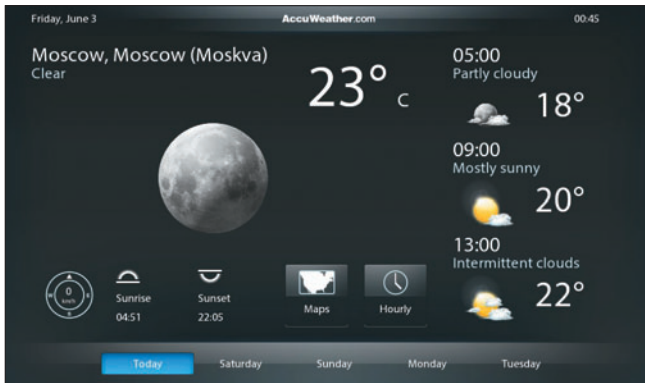 Friday, June 3
AccuWeather.com
00:45
Moscow, Moscow (Moskva)
Clear
23° C
05:00
Partly cloudy
18°
09:00
Mostly sunny
20°
13:00
Intermittent clouds
22°
0
km/h
Sunrise
04:51
Sunset
22:05
Maps
Hourly
Today
Saturday
Sunday
Monday
Tuesday